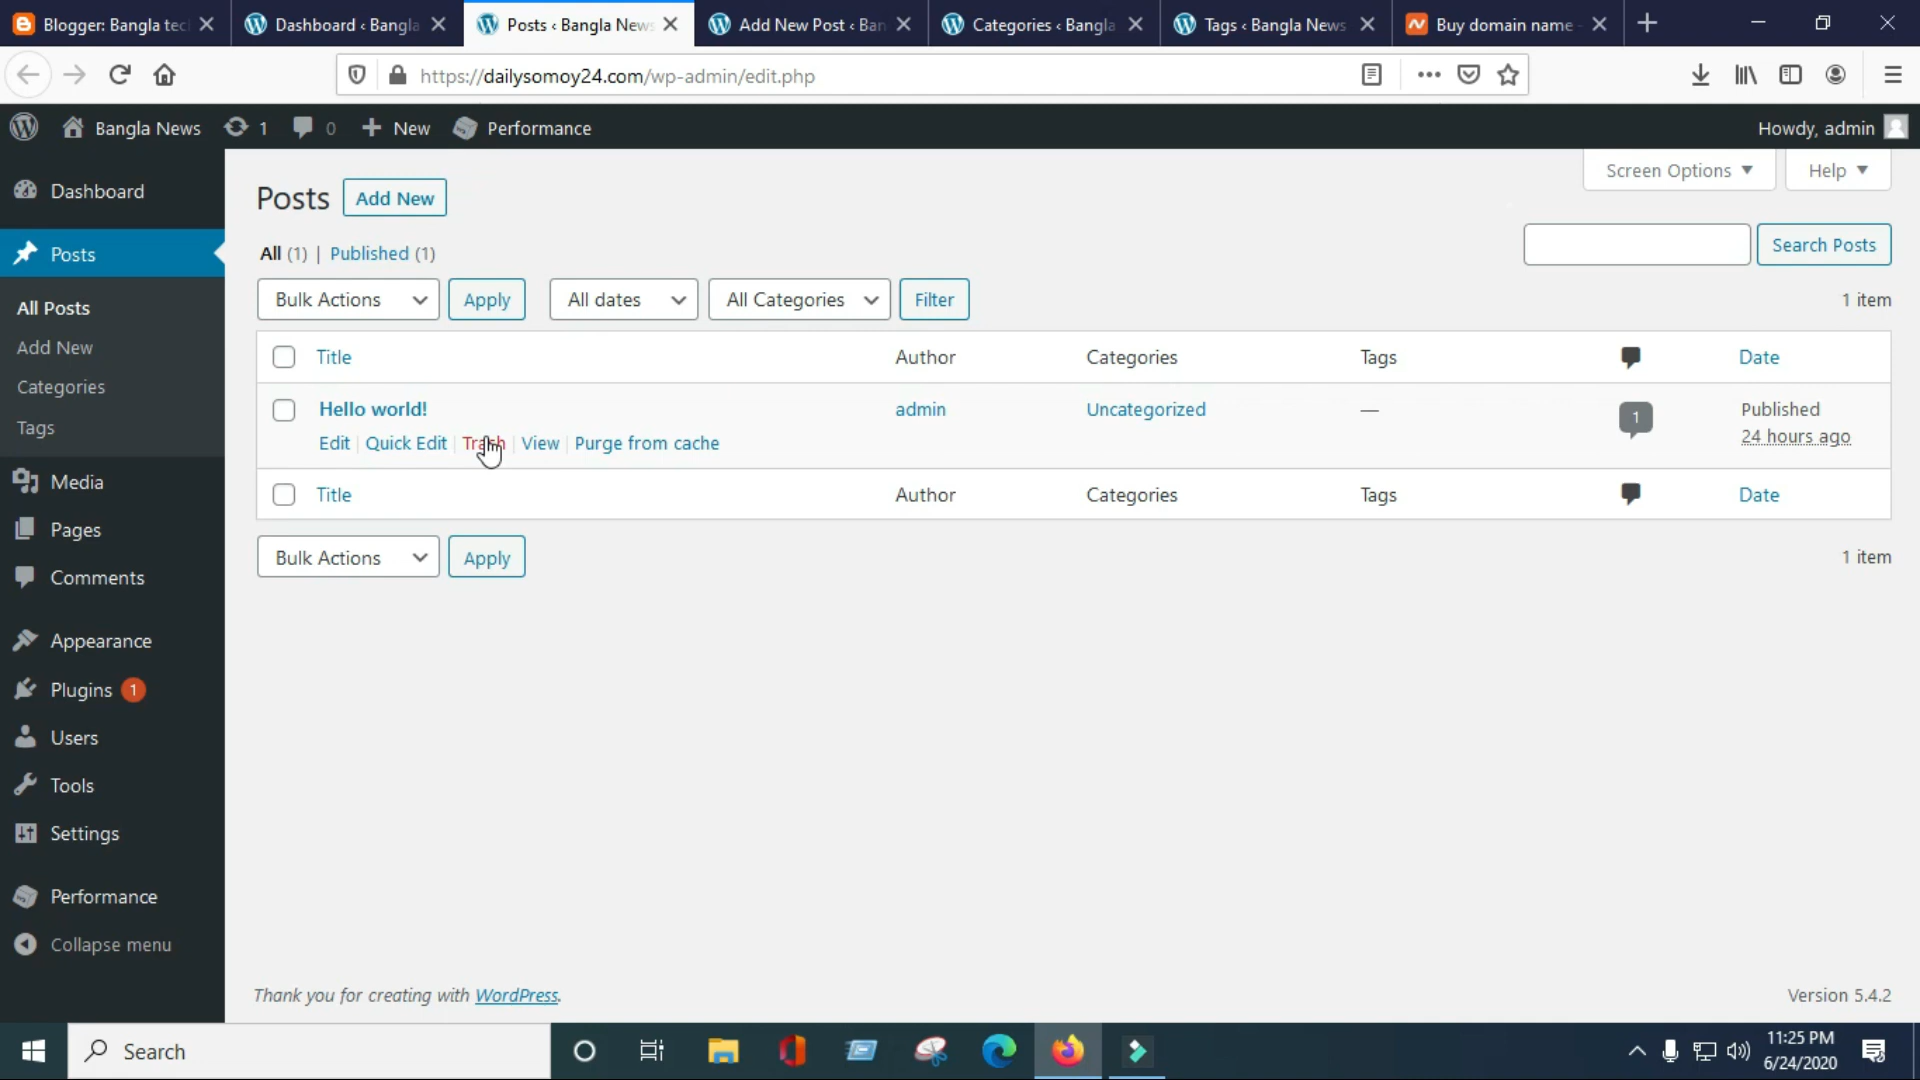 Blogger: Bangla tec
Dashboard ‹ Bangla
Posts ‹ Bangla News
Add New Post ‹ Ban
Categories ‹ Bangla
Tags ‹ Bangla News
Buy domain name -
https://dailysomoy24.com/wp-admin/edit.php
Bangla News 1 0 New Performance Howdy, admin
Screen Options Help
Dashboard
Posts
All Posts
Add New
Categories
Tags
Media
Pages
Comments
Appearance
Plugins 1
Users
Tools
Settings
Performance
Collapse menu
Posts Add New
All (1) | Published (1)
Search Posts
Bulk Actions Apply All dates All Categories Filter 1 item
Title Author Categories Tags Date
Hello world! admin Uncategorized — 1 Published
24 hours ago
Edit | Quick Edit | Trash | View | Purge from cache
Title Author Categories Tags Date
Bulk Actions Apply 1 item
Thank you for creating with WordPress. Version 5.4.2
Search
11:25 PM
6/24/2020